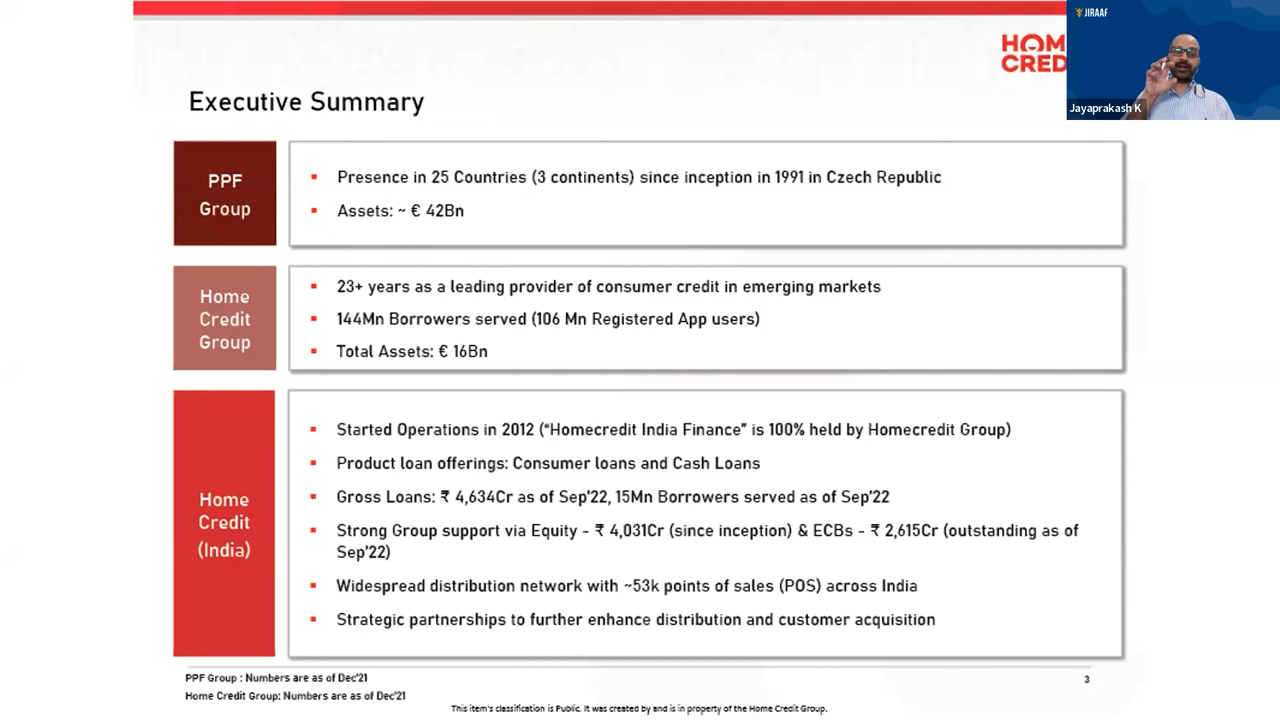 JIRAAF
HOM
CRED
Jayaprakash K
Executive Summary
PPF
Group
Presence in 25 Countries (3 continents) since inception in 1991 in Czech Republic
Assets: ~ € 42Bn
Home
Credit
Group
23+ years as a leading provider of consumer credit in emerging markets
144Mn Borrowers served (106 Mn Registered App users)
Total Assets: € 16Bn
Home
Credit
(India)
Started Operations in 2012 ("Homecredit India Finance" is 100% held by Homecredit Group)
Product loan offerings: Consumer loans and Cash Loans
Gross Loans: ₹ 4,634Cr as of Sep'22, 15Mn Borrowers served as of Sep'22
Strong Group support via Equity - ₹ 4,031Cr (since inception) & ECBs - ₹ 2,615Cr (outstanding as of
Sep'22)
Widespread distribution network with ~53k points of sales (POS) across India
Strategic partnerships to further enhance distribution and customer acquisition
PPF Group : Numbers are as of Dec'21
3
Home Credit Group: Numbers are as of Dec'21
This item's classification is Public. It was created by and is in property of the Home Credit Group.